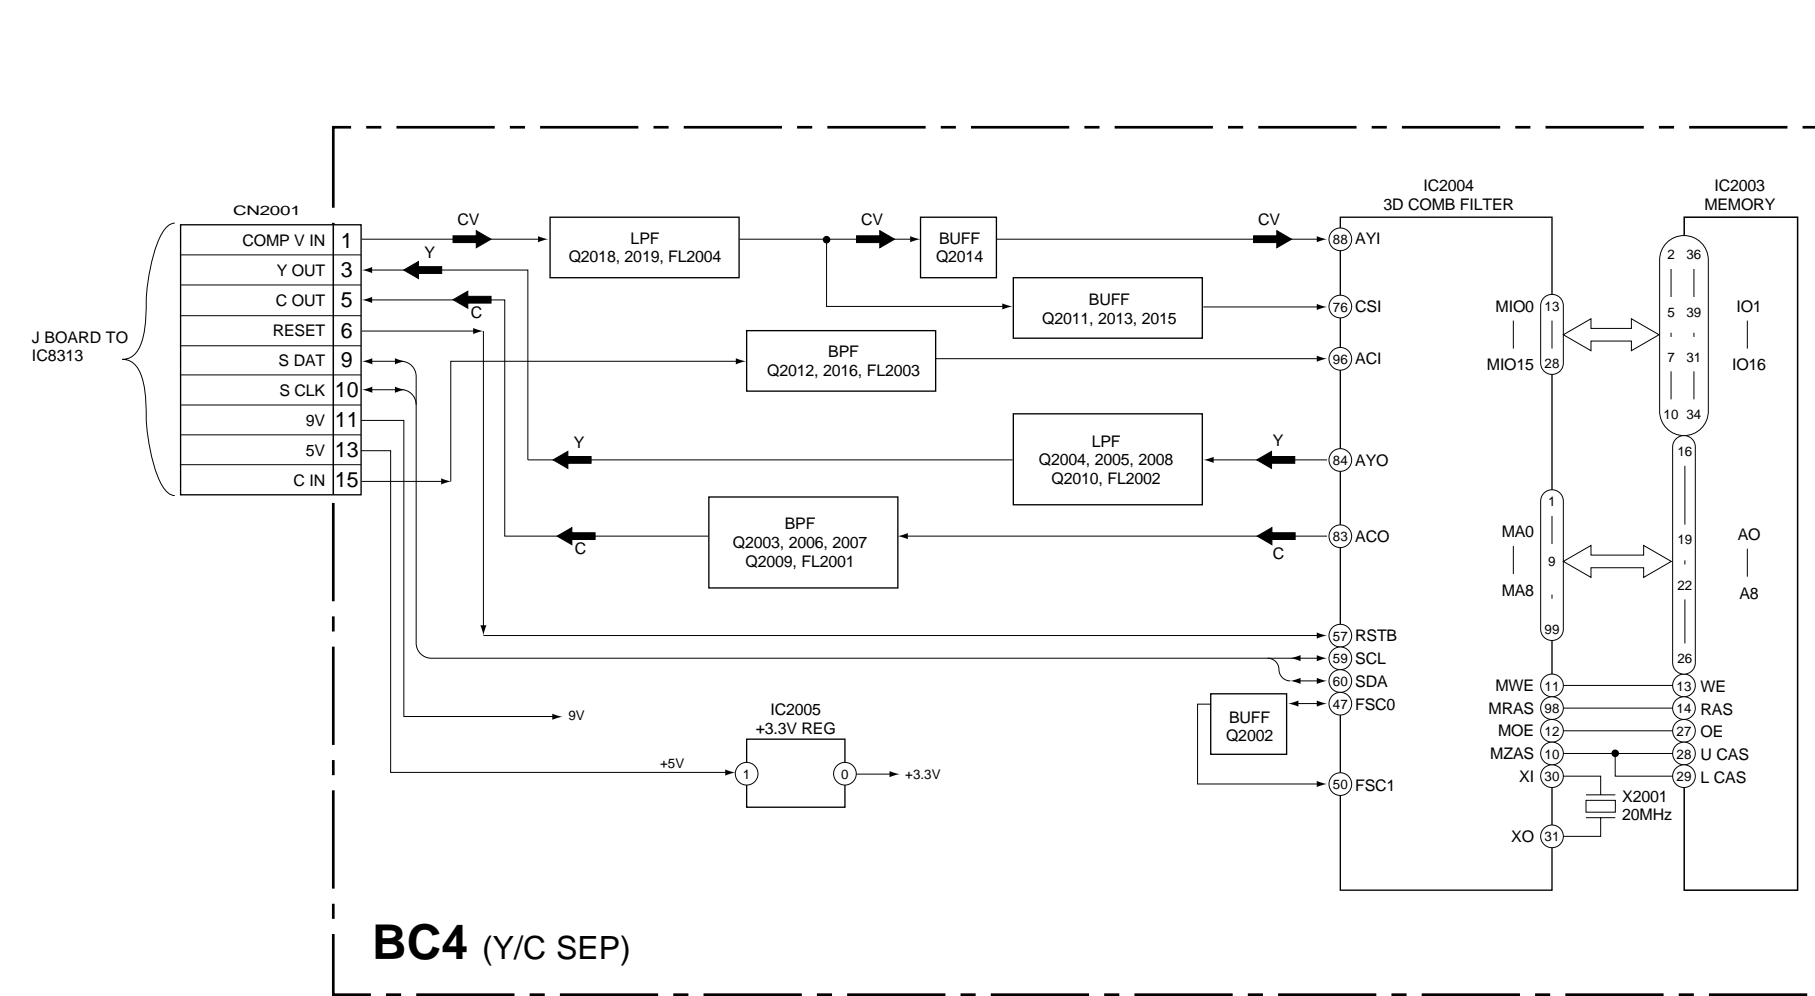 IC2004
3D COMB FILTER
IC2003
MEMORY
CN2001
J BOARD TO
IC8313
COMP V IN 1
Y OUT 3
C OUT 5
RESET 6
S DAT 9
S CLK 10
9V 11
5V 13
C IN 15
CV
Y
C
LPF
Q2018, 2019, FL2004
CV
BUFF
Q2014
CV
BUFF
Q2011, 2013, 2015
BPF
Q2012, 2016, FL2003
Y
LPF
Q2004, 2005, 2008
Q2010, FL2002
Y
C
BPF
Q2003, 2006, 2007
Q2009, FL2001
C
9V
IC2005
+3.3V REG
+5V
1
0
+3.3V
BUFF
Q2002
88 AYI
76 CSI
96 ACI
84 AYO
83 ACO
57 RSTB
59 SCL
60 SDA
47 FSC0
50 FSC1
MIO0 13
MIO15 28
MA0
MA8
1
9
99
MWE 11
MRAS 98
MOE 12
MZAS 10
XI 30
XO 31
X2001
20MHz
2 36
5 39
7 31
10 34
IO1
IO16
16
19
22
26
AO
A8
13 WE
14 RAS
27 OE
28 U CAS
29 L CAS
BC4 (Y/C SEP)